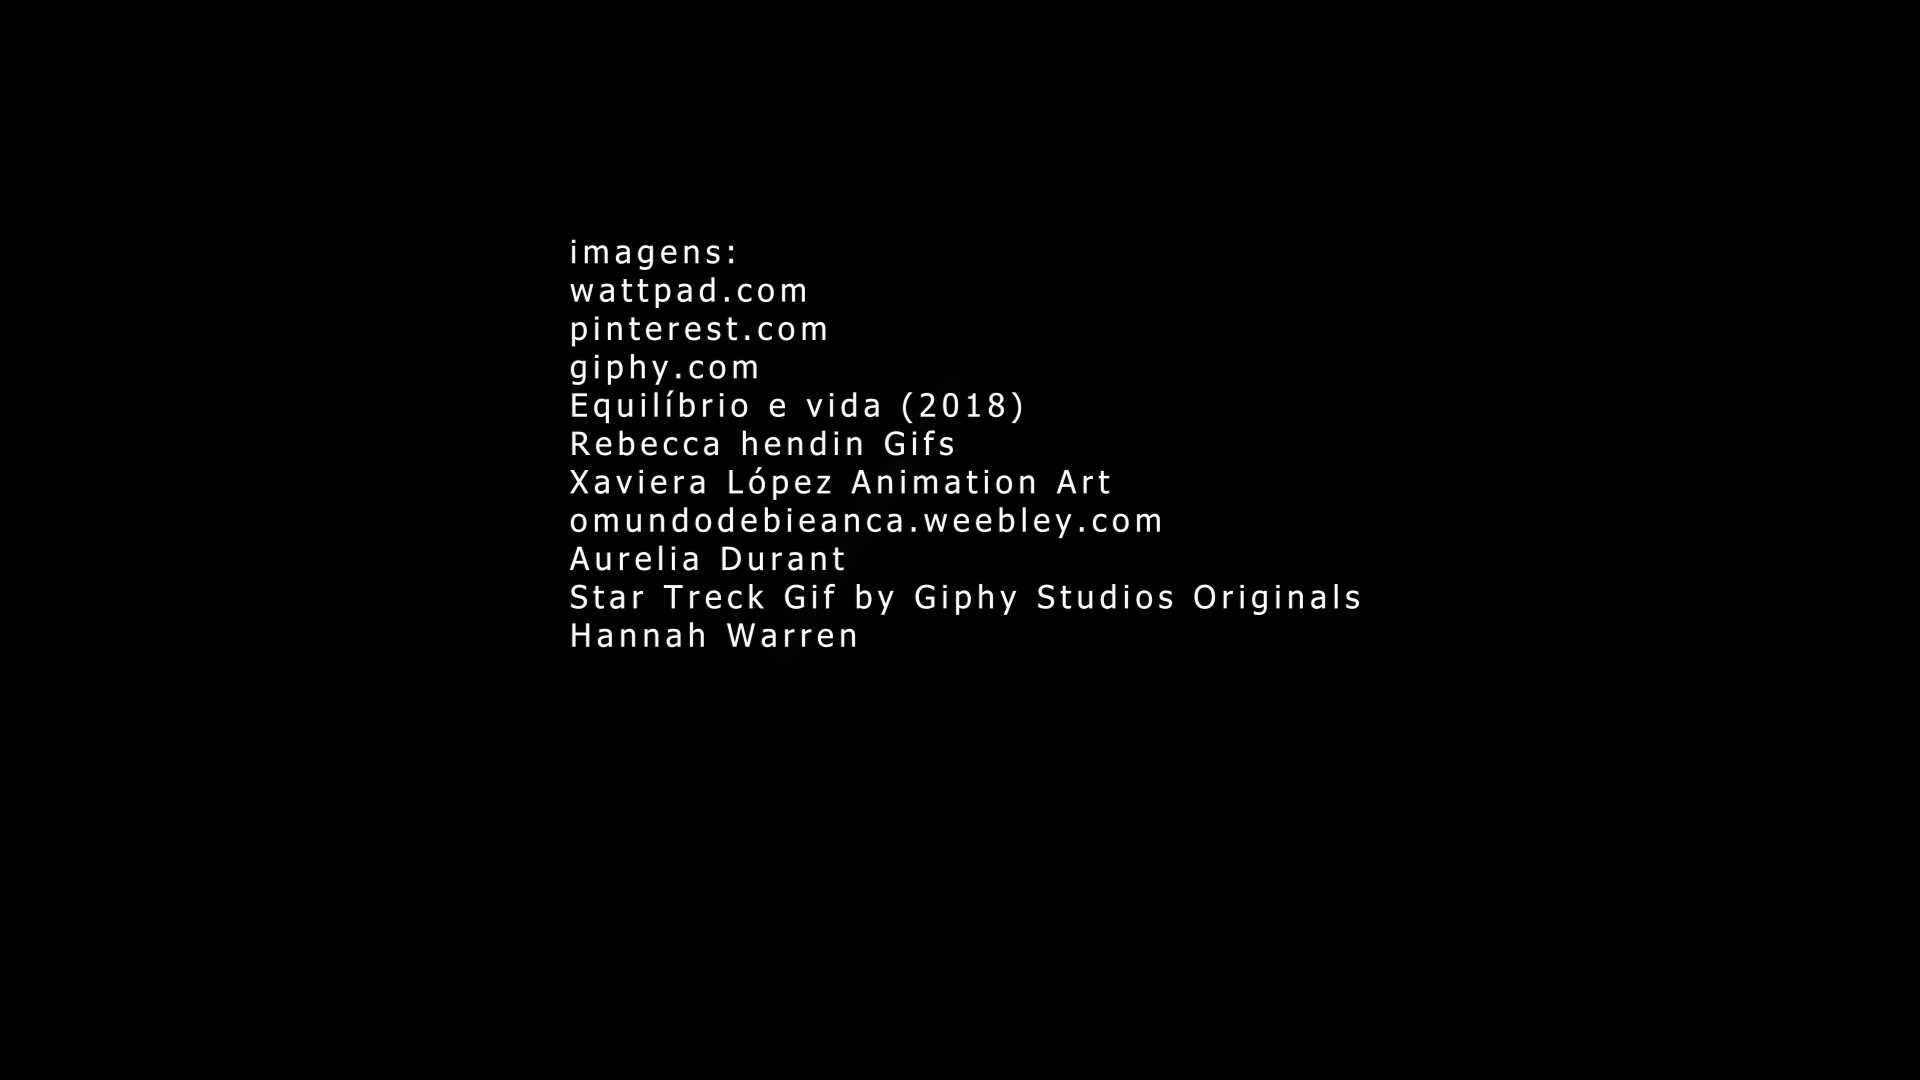 imagens:
wattpad.com
pinterest.com
giphy.com
Equilíbrio e vida (2018)
Rebecca hendin Gifs
Xaviera López Animation Art
omundodebieanca.weebley.com
Aurelia Durant
Star Treck Gif by Giphy Studios Originals
Hannah Warren